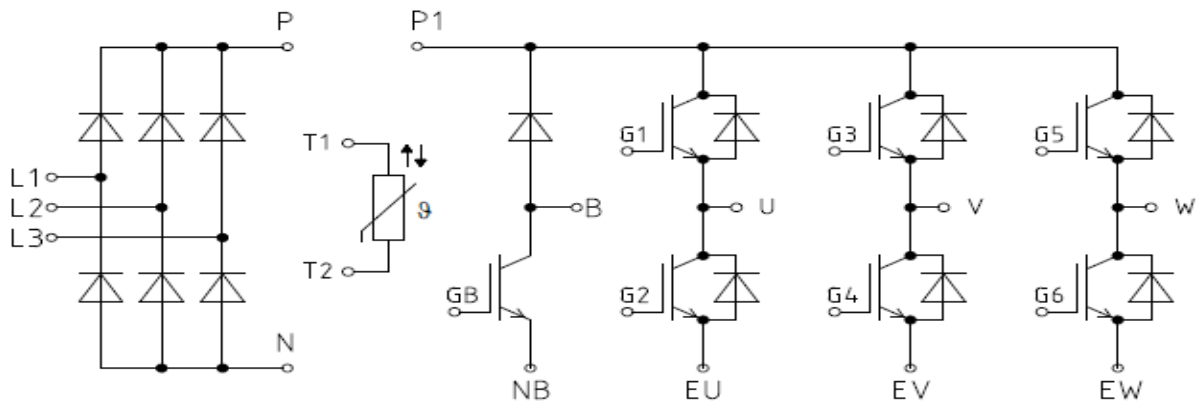 P P1
T1 G1 G3 G5
L1
L2 ϑ B U V W
L3
T2
GB G2 G4 G6
N
NB EU EV EW